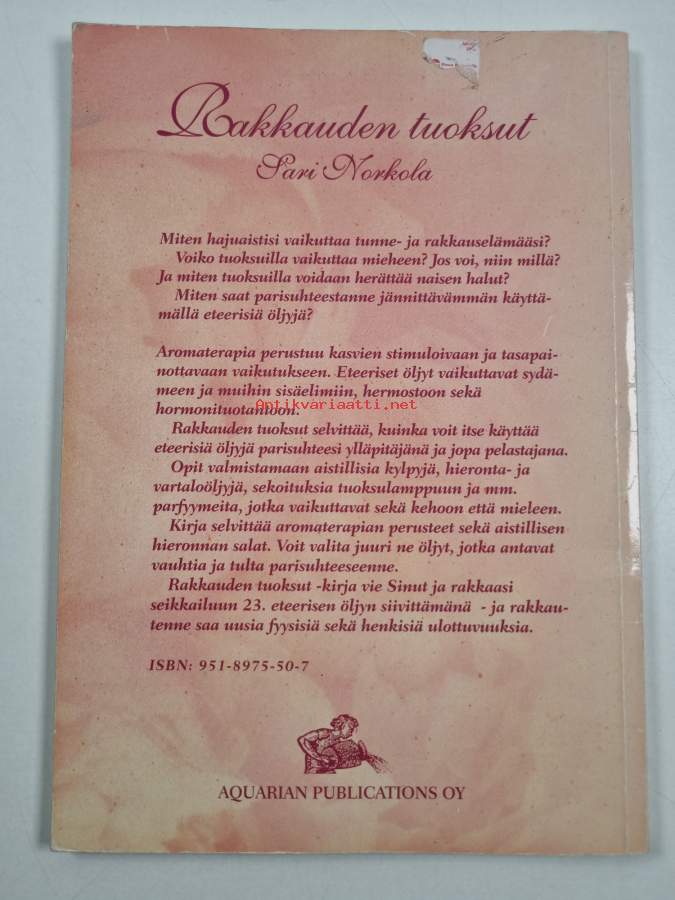 Rakkauden tuoksut
Sari Norkola
Miten hajuaistisi vaikuttaa tunne- ja rakkauselämääsi?
Voiko tuoksuilla vaikuttaa mieheen? Jos voi, niin millä?
Ja miten tuoksuilla voidaan herättää naisen halut?
Miten saat parisuhteestanne jännittävämmän käyttä-
mällä eteerisiä öljyjä?
Aromaterapia perustuu kasvien stimuloivaan ja tasapai-
nottavaan vaikutukseen. Eteeriset öljyt vaikuttavat sydä-
meen ja muihin sisäelimiin, hermostoon sekä
hormonituotantoon.
Antikvariaatti.net
Rakkauden tuoksut selvittää, kuinka voit itse käyttää
eteerisiä öljyjä parisuhteesi ylläpitäjänä ja jopa pelastajana.
Opit valmistamaan aistillisia kylpyjä, hieronta- ja
vartaloöljyjä, sekoituksia tuoksulamppuun ja mm.
parfyymeita, jotka vaikuttavat sekä kehoon että mieleen.
Kirja selvittää aromaterapian perusteet sekä aistillisen
hieronnan salat. Voit valita juuri ne öljyt, jotka antavat
vauhtia ja tulta parisuhteeseenne.
Rakkauden tuoksut -kirja vie Sinut ja rakkaasi
seikkailuun 23. eteerisen öljyn siivittämänä - ja rakkau-
tenne saa uusia fyysisiä sekä henkisiä ulottuvuuksia.
ISBN: 951-8975-50-7
AQUARIAN PUBLICATIONS OY